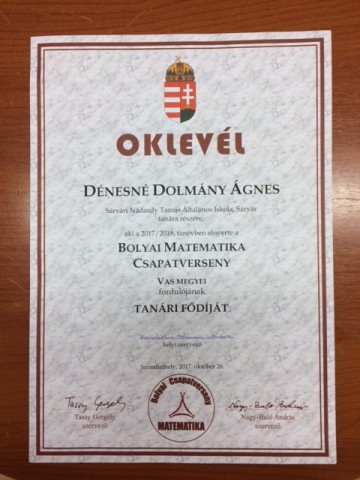 OKLEVÉL
DÉNESNÉ DOLMÁNY ÁGNES
Sárvári Nádasdy Tamás Általános Iskola, Sárvár
tanára részére,
aki a 2017/2018. tanévben elnyerte a
BOLYAI MATEMATIKA
CSAPATVERSENY
VAS MEGYEI
fordulójának
TANÁRI FŐDÍJÁT.
helyi szervező
Szombathely, 2017. október 26.
Bolyai Csapatverseny
MATEMATIKA
Tassy Gergely
szervező
Nagy-Baló András
szervező